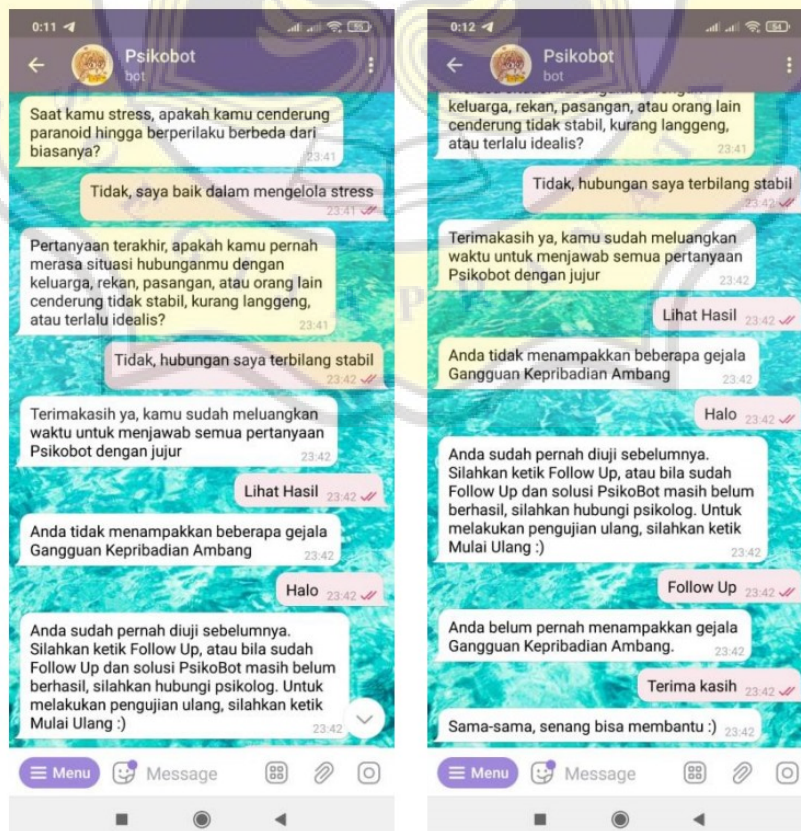 0:11
55
Psikobot
bot
Saat kamu stress, apakah kamu cenderung
paranoid hingga berperilaku berbeda dari
biasanya?
23:41
Tidak, saya baik dalam mengelola stress
23:41
Pertanyaan terakhir, apakah kamu pernah
merasa situasi hubunganmu dengan
keluarga, rekan, pasangan, atau orang lain
cenderung tidak stabil, kurang langgeng,
atau terlalu idealis?
23:41
Tidak, hubungan saya terbilang stabil
23:42
Terimakasih ya, kamu sudah meluangkan
waktu untuk menjawab semua pertanyaan
Psikobot dengan jujur
23:42
Lihat Hasil 23:42
Anda tidak menampakkan beberapa gejala
Gangguan Kepribadian Ambang
23:42
Halo 23:42
Anda sudah pernah diuji sebelumnya.
Silahkan ketik Follow Up, atau bila sudah
Follow Up dan solusi PsikoBot masih belum
berhasil, silahkan hubungi psikolog. Untuk
melakukan pengujian ulang, silahkan ketik
Mulai Ulang :)
23:42
Menu
Message
0:12
54
Psikobot
bot
keluarga, rekan, pasangan, atau orang lain
cenderung tidak stabil, kurang langgeng,
atau terlalu idealis?
23:41
Tidak, hubungan saya terbilang stabil
23:42
Terimakasih ya, kamu sudah meluangkan
waktu untuk menjawab semua pertanyaan
Psikobot dengan jujur
23:42
Lihat Hasil 23:42
Anda tidak menampakkan beberapa gejala
Gangguan Kepribadian Ambang
23:42
Halo 23:42
Anda sudah pernah diuji sebelumnya.
Silahkan ketik Follow Up, atau bila sudah
Follow Up dan solusi PsikoBot masih belum
berhasil, silahkan hubungi psikolog. Untuk
melakukan pengujian ulang, silahkan ketik
Mulai Ulang :)
23:42
Follow Up 23:42
Anda belum pernah menampakkan gejala
Gangguan Kepribadian Ambang.
23:42
Terima kasih 23:42
Sama-sama, senang bisa membantu :) 23:42
Menu
Message